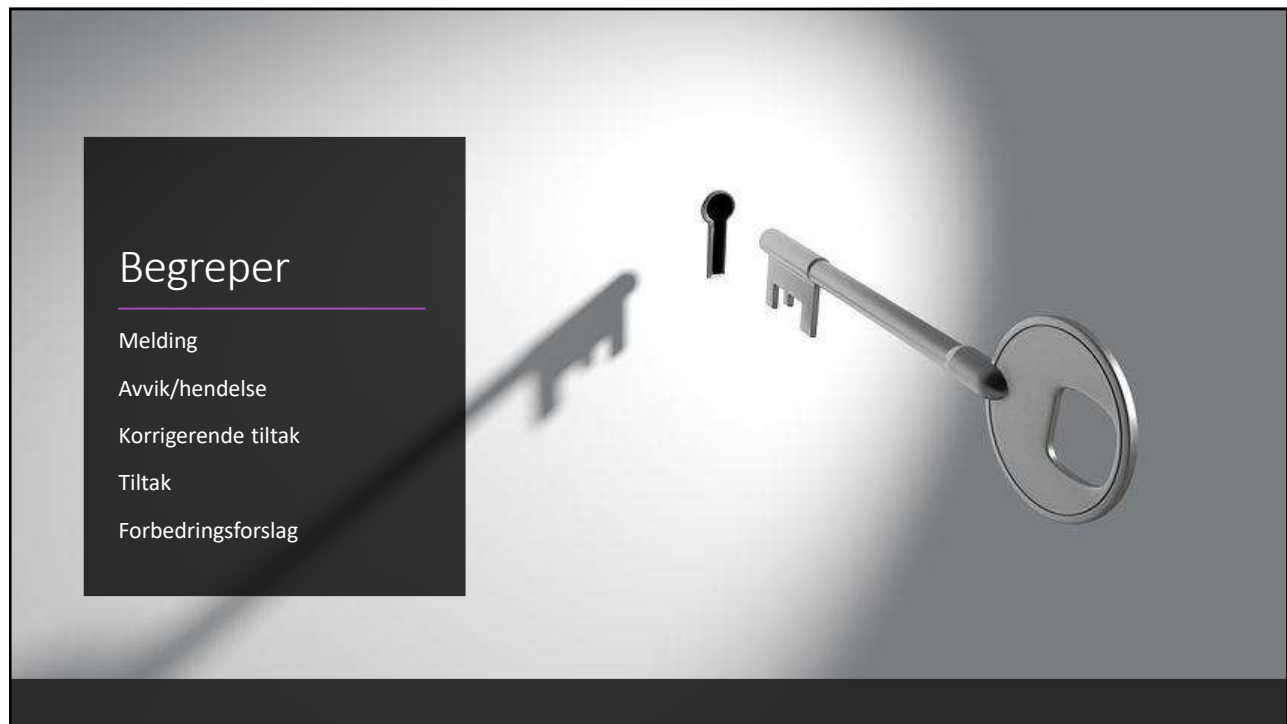 Begreper
Melding
Avvik/hendelse
Korrigerende tiltak
Tiltak
Forbedringsforslag